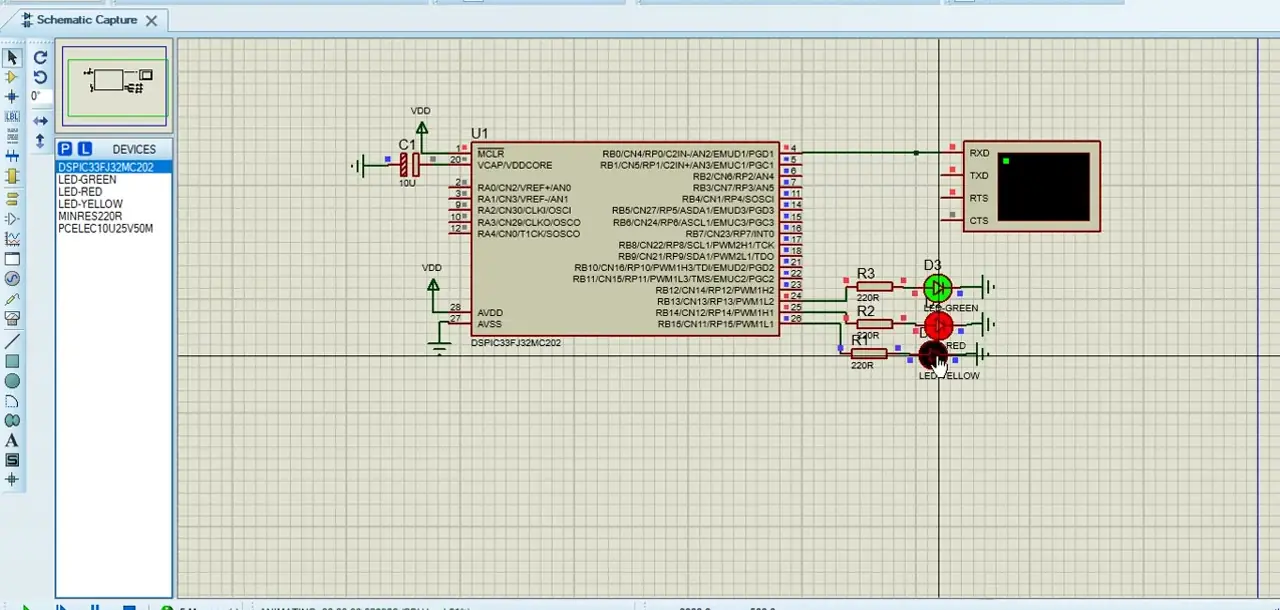 Schematic Capture
0°
P L DEVICES
DSPIC33FJ32MC202
LED-GREEN
LED-RED
LED-YELLOW
MINRES220R
PCELEC10U25V50M
VDD
C1
10U
U1
1 MCLR
20 VCAP/VDDCORE
2 RA0/CN2/VREF+/AN0
3 RA1/CN3/VREF-/AN1
9 RA2/CN30/CLKI/OSCI
10 RA3/CN29/CLKO/OSCO
12 RA4/CN0/T1CK/SOSCO
VDD
28 AVDD
27 AVSS
DSPIC33FJ32MC202
RB0/CN4/RP0/C2IN-/AN2/EMUD1/PGD1 4
RB1/CN5/RP1/C2IN+/AN3/EMUC1/PGC1 5
RB2/CN6/RP2/AN4 6
RB3/CN7/RP3/AN5 7
RB4/CN1/RP4/SOSCI 11
RB5/CN27/RP5/ASDA1/EMUD3/PGD3 14
RB6/CN24/RP6/ASCL1/EMUC3/PGC3 15
RB7/CN23/RP7/INT0 16
RB8/CN22/RP8/SCL1/PWM2H1/TCK 17
RB9/CN21/RP9/SDA1/PWM2L1/TDO 18
RB10/CN16/RP10/PWM1H3/TDI/EMUD2/PGD2 21
RB11/CN15/RP11/PWM1L3/TMS/EMUC2/PGC2 22
RB12/CN14/RP12/PWM1H2 23
RB13/CN13/RP13/PWM1L2 24
RB14/CN12/RP14/PWM1H1 25
RB15/CN11/RP15/PWM1L1 26
RXD
TXD
RTS
CTS
R3
220R
D3
LED-GREEN
R2
220R
RED
R1
220R
LED-YELLOW